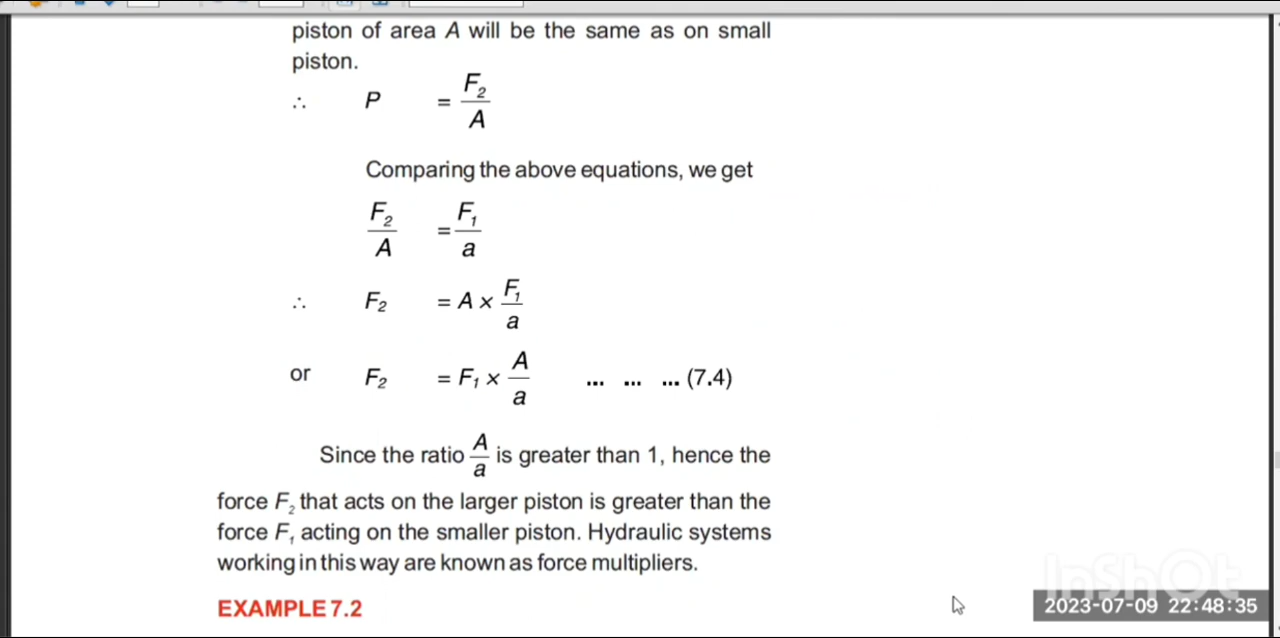 piston of area A will be the same as on small
piston.
∴ P = F₂/A
Comparing the above equations, we get
F₂/A = F₁/a
∴ F₂ = A × F₁/a
or F₂ = F₁ × A/a ... ... ... (7.4)
Since the ratio A/a is greater than 1, hence the
force F₂ that acts on the larger piston is greater than the
force F₁ acting on the smaller piston. Hydraulic systems
working in this way are known as force multipliers.
EXAMPLE 7.2
InShOt
2023-07-09 22:48:35